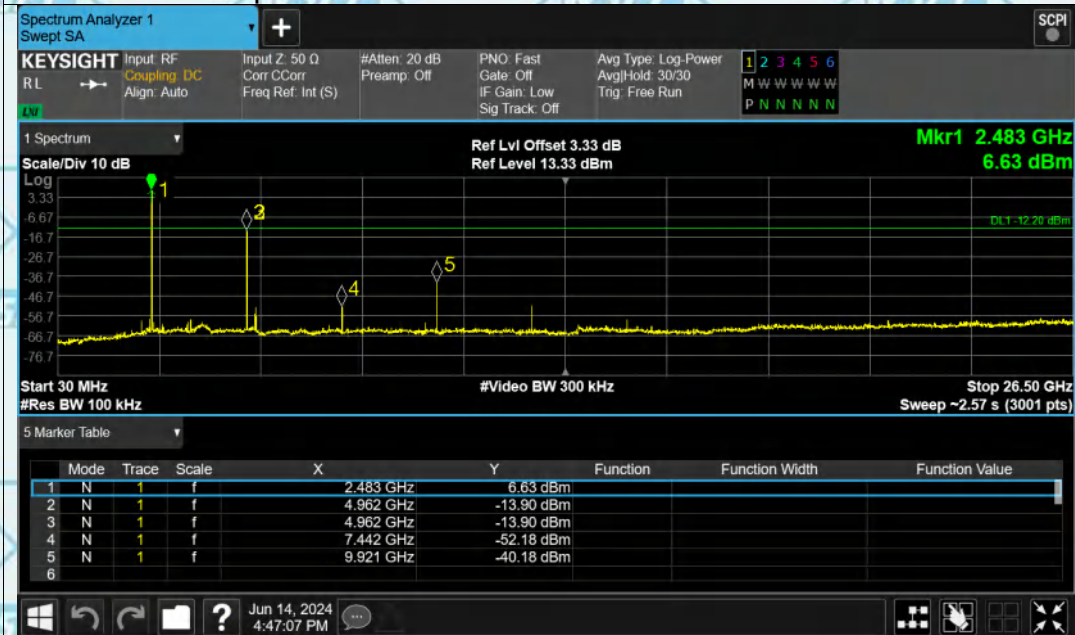 Spectrum Analyzer 1
Swept SA
+
SCPI
KEYSIGHT
RL
LXI
Input: RF
Coupling: DC
Align: Auto
Input Z: 50 Ω
Corr CCorr
Freq Ref: Int (S)
#Atten: 20 dB
Preamp: Off
PNO: Fast
Gate: Off
IF Gain: Low
Sig Track: Off
Avg Type: Log-Power
Avg|Hold: 30/30
Trig: Free Run
1 2 3 4 5 6
M W W W W W
P N N N N N
1 Spectrum
Scale/Div 10 dB
Ref Lvl Offset 3.33 dB
Ref Level 13.33 dBm
Mkr1 2.483 GHz
6.63 dBm
Log
3.33
-6.67
-16.7
-26.7
-36.7
-46.7
-56.7
-66.7
-76.7
1
3
4
5
DL1 -12.20 dBm
Start 30 MHz
#Video BW 300 kHz
Stop 26.50 GHz
#Res BW 100 kHz
Sweep ~2.57 s (3001 pts)
5 Marker Table
Mode Trace Scale X Y Function Function Width Function Value
1 N 1 f 2.483 GHz 6.63 dBm
2 N 1 f 4.962 GHz -13.90 dBm
3 N 1 f 4.962 GHz -13.90 dBm
4 N 1 f 7.442 GHz -52.18 dBm
5 N 1 f 9.921 GHz -40.18 dBm
6
?
Jun 14, 2024
4:47:07 PM